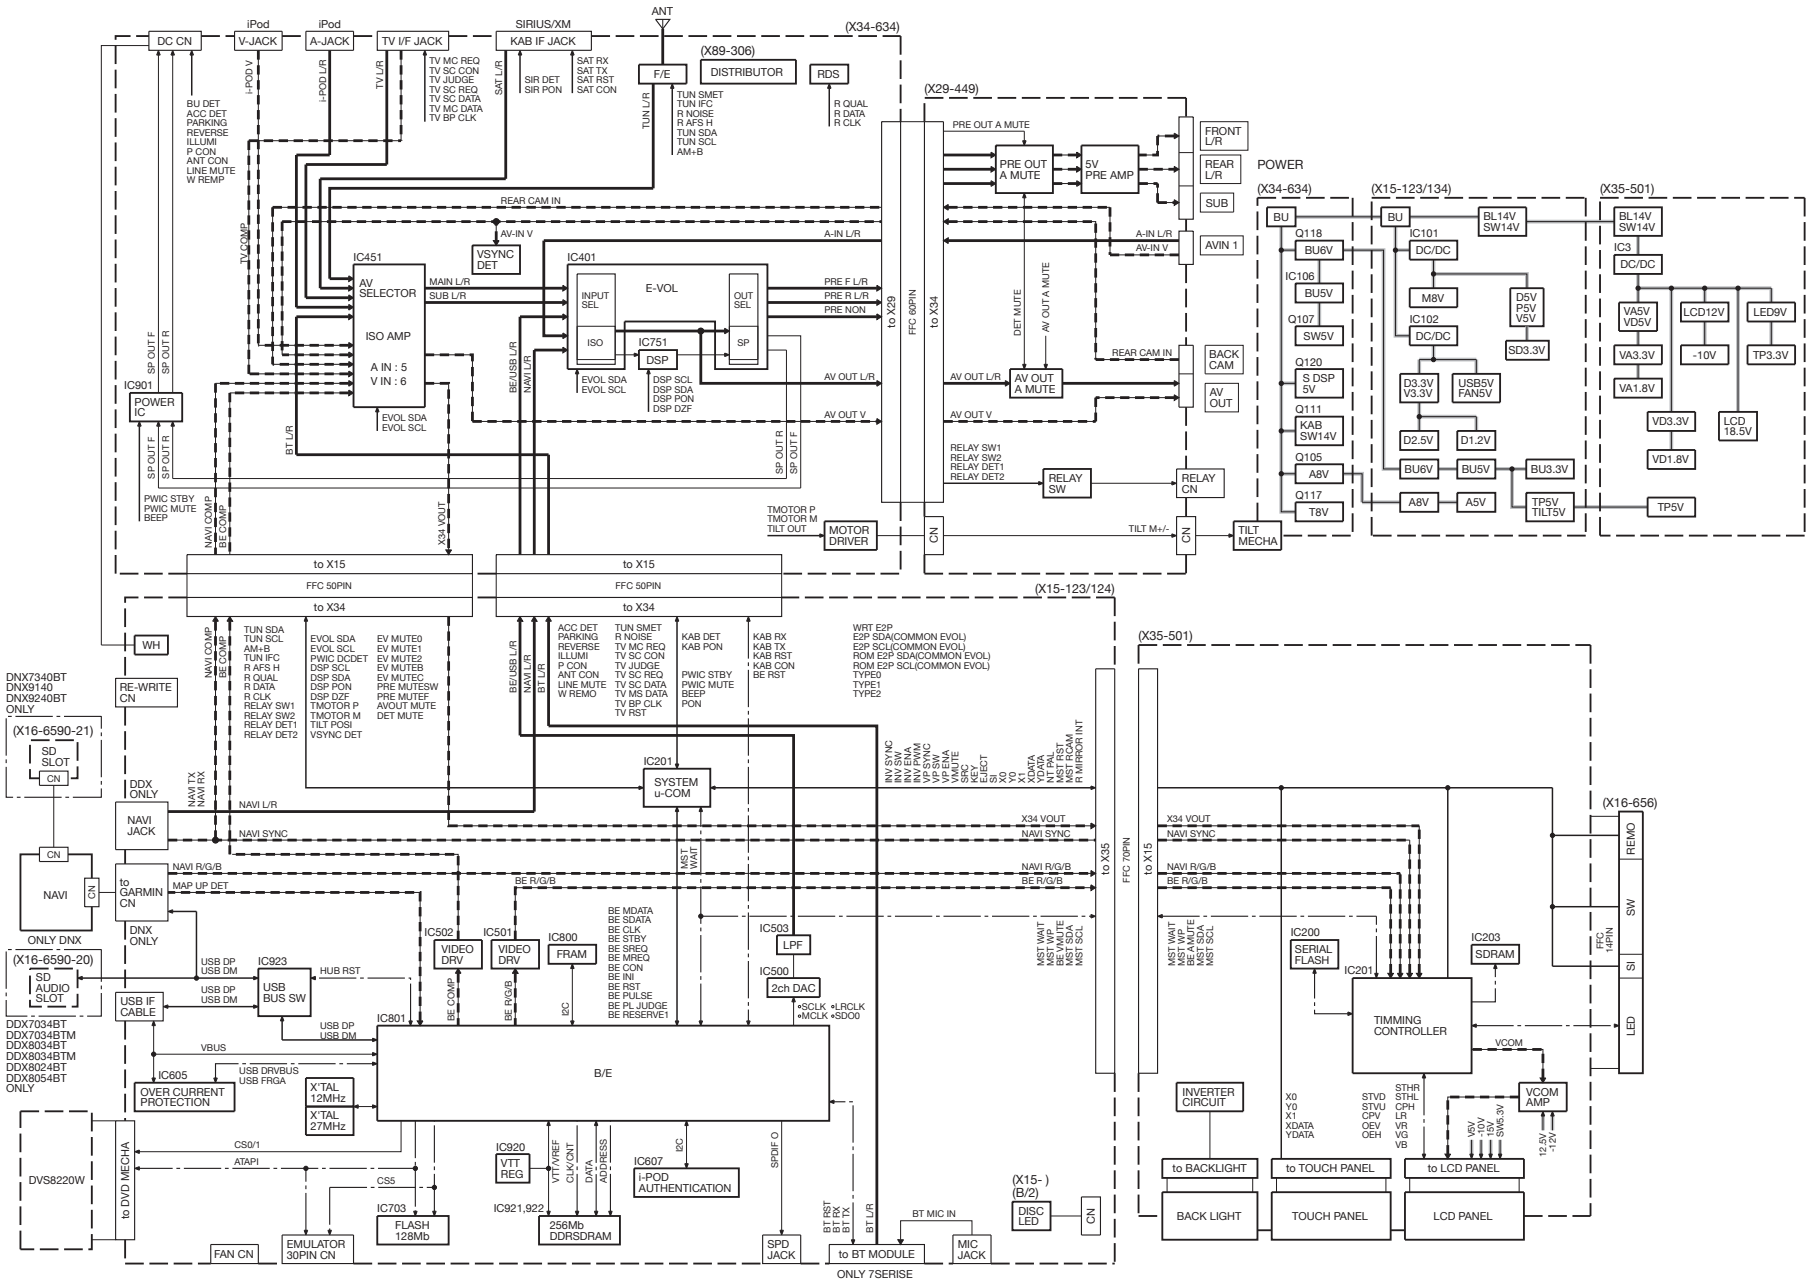 ANT
iPod
iPod
SIRIUS/XM
(X34-634)
DC CN
V-JACK
A-JACK
TV I/F JACK
KAB IF JACK
(X89-306)
F/E
DISTRIBUTOR
RDS
i-POD V
i-POD L/R
TV L/R
SAT L/R
TUN L/R
TV MC REQ
TV SC CON
TV JUDGE
TV SC REQ
TV SC DATA
TV MC DATA
TV BP CLK
SIR DET
SIR PON
SAT RX
SAT TX
SAT RST
SAT CON
TUN SMET
TUN IFC
R NOISE
R AFS H
TUN SDA
TUN SCL
AM+B
R QUAL
R DATA
R CLK
BU DET
ACC DET
PARKING
REVERSE
ILLUMI
P CON
ANT CON
LINE MUTE
W REMP
REAR CAM IN
AV-IN V
A-IN L/R
VSYNC
DET
TV COMP
IC451
AV
SELECTOR
ISO AMP
A IN : 5
V IN : 6
MAIN L/R
SUB L/R
EVOL SDA
EVOL SCL
IC401
E-VOL
INPUT
SEL
OUT
SEL
ISO
SP
IC751
DSP
EVOL SDA
EVOL SCL
DSP SCL
DSP SDA
DSP PON
DSP DZF
PRE F L/R
PRE R L/R
PRE NON
AV OUT L/R
AV OUT V
BE/USB L/R
NAVI L/R
SP OUT R
SP OUT F
SP OUT F
SP OUT R
IC901
POWER
IC
SP OUT F
SP OUT R
PWIC STBY
PWIC MUTE
BEEP
BT L/R
NAVI COMP
BE COMP
X34 VOUT
to X29
FFC 60PIN
to X34
TMOTOR P
TMOTOR M
TILT OUT
MOTOR
DRIVER
CN
TILT M+/-
CN
TILT
MECHA
(X29-449)
PRE OUT A MUTE
PRE OUT
A MUTE
5V
PRE AMP
FRONT
L/R
REAR
L/R
SUB
AVIN 1
A-IN L/R
AV-IN V
DET MUTE
AV OUT A MUTE
REAR CAM IN
BACK
CAM
AV OUT L/R
AV OUT
A MUTE
AV
OUT
AV OUT V
RELAY SW1
RELAY SW2
RELAY DET1
RELAY DET2
RELAY
SW
RELAY
CN
POWER
(X34-634)
BU
Q118
BU6V
IC106
BU5V
Q107
SW5V
Q120
S DSP
5V
Q111
KAB
SW14V
Q105
A8V
Q117
T8V
(X15-123/134)
BU
BL14V
SW14V
IC101
DC/DC
M8V
D5V
P5V
V5V
IC102
DC/DC
SD3.3V
D3.3V
V3.3V
USB5V
FAN5V
D2.5V
D1.2V
BU6V
BU5V
BU3.3V
A8V
A5V
TP5V
TILT5V
(X35-501)
BL14V
SW14V
IC3
DC/DC
VA5V
VD5V
LCD12V
LED9V
VA3.3V
-10V
TP3.3V
VA1.8V
VD3.3V
LCD
18.5V
VD1.8V
TP5V
to X15
FFC 50PIN
to X34
to X15
FFC 50PIN
to X34
(X15-123/124)
WH
RE-WRITE
CN
NAVI COMP
BE COMP
TUN SDA
TUN SCL
AM+B
TUN IFC
R AFS H
R QUAL
R DATA
R CLK
RELAY SW1
RELAY SW2
RELAY DET1
RELAY DET2
EVOL SDA
EVOL SCL
PWIC DCDET
DSP SCL
DSP SDA
DSP PON
DSP DZF
TMOTOR P
TMOTOR M
TILT POSI
VSYNC DET
EV MUTE0
EV MUTE1
EV MUTE2
EV MUTEB
EV MUTEC
PRE MUTESW
PRE MUTEF
AVOUT MUTE
DET MUTE
BE/USB L/R
NAVI L/R
BT L/R
ACC DET
PARKING
REVERSE
ILLUMI
P CON
ANT CON
LINE MUTE
W REMO
TUN SMET
R NOISE
TV MC REQ
TV SC CON
TV JUDGE
TV SC REQ
TV SC DATA
TV MS DATA
TV BP CLK
TV RST
KAB DET
KAB PON
PWIC STBY
PWIC MUTE
BEEP
PON
KAB RX
KAB TX
KAB RST
KAB CON
BE RST
WRT E2P
E2P SDA(COMMON EVOL)
E2P SCL(COMMON EVOL)
ROM E2P SDA(COMMON EVOL)
ROM E2P SCL(COMMON EVOL)
TYPE0
TYPE1
TYPE2
DNX7340BT
DNX9140
DNX9240BT
ONLY
(X16-6590-21)
SD
SLOT
CN
CN
NAVI
CN
ONLY DNX
(X16-6590-20)
SD
AUDIO
SLOT
DDX7034BT
DDX7034BTM
DDX8034BT
DDX8034BTM
DDX8024BT
DDX8054BT
ONLY
DDX
ONLY
NAVI
JACK
NAVI TX
NAVI RX
NAVI L/R
NAVI SYNC
to
GARMIN
CN
NAVI R/G/B
MAP UP DET
DNX
ONLY
USB DP
USB DM
USB DP
USB DM
USB IF
CABLE
IC923
USB
BUS SW
HUB RST
USB DP
USB DM
VBUS
USB DRVBUS
USB FRGA
IC605
OVER CURRENT
PROTECTION
X'TAL
12MHz
X'TAL
27MHz
IC201
SYSTEM
u-COM
MST
WAIT
INV SYNC
INV SW
INV ENA
INV PWM
VP SYNC
VP SW
VP ENA
VMUTE
SRC
KEY
EJECT
SI
X0
Y0
X1
XDATA
YDATA
NT PAL
MST RST
MST RCAM
R MIRROR INT
X34 VOUT
NAVI SYNC
NAVI R/G/B
BE R/G/B
BE R/G/B
MST WAIT
MST WP
BE VMUTE
MST SDA
MST SCL
IC502
VIDEO
DRV
IC501
VIDEO
DRV
IC800
FRAM
BE COMP
BE R/G/B
I2C
BE MDATA
BE SDATA
BE CLK
BE STBY
BE SREQ
BE MREQ
BE CON
BE INI
BE RST
BE PULSE
BE PL JUDGE
BE RESERVE1
IC503
LPF
IC500
2ch DAC
SCLK LRCLK
MCLK SDO0
IC801
B/E
DVS8220W
to DVD MECHA
CS0/1
ATAPI
CS5
IC703
FLASH
128Mb
FAN CN
EMULATOR
30PIN CN
IC920
VTT
REG
VTT/VREF
CLK/CNT
DATA
ADDRESS
IC921,922
256Mb
DDRSDRAM
I2C
IC607
i-POD
AUTHENTICATION
SPDIF O
SPD
JACK
BT RST
BT RX
BT TX
BT L/R
BT MIC IN
to BT MODULE
MIC
JACK
ONLY 7SERISE
(X15- )
(B/2)
DISC
LED
CN
to X35
FFC 70PIN
to X15
(X35-501)
X34 VOUT
NAVI SYNC
NAVI R/G/B
BE R/G/B
MST WAIT
MST WP
BE A MUTE
MST SDA
MST SCL
IC200
SERIAL
FLASH
IC201
IC203
SDRAM
TIMMING
CONTROLLER
VCOM
VCOM
AMP
12.5V
-12V
V5V
-10V
15V
SW5.3V
INVERTER
CIRCUIT
X0
Y0
X1
XDATA
YDATA
STVD
STVU
CPV
OEV
OEH
STHR
STHL
CPH
LR
VR
VG
VB
to BACKLIGHT
to TOUCH PANEL
to LCD PANEL
BACK LIGHT
TOUCH PANEL
LCD PANEL
(X16-656)
REMO
SW
FFC
14PIN
SI
LED